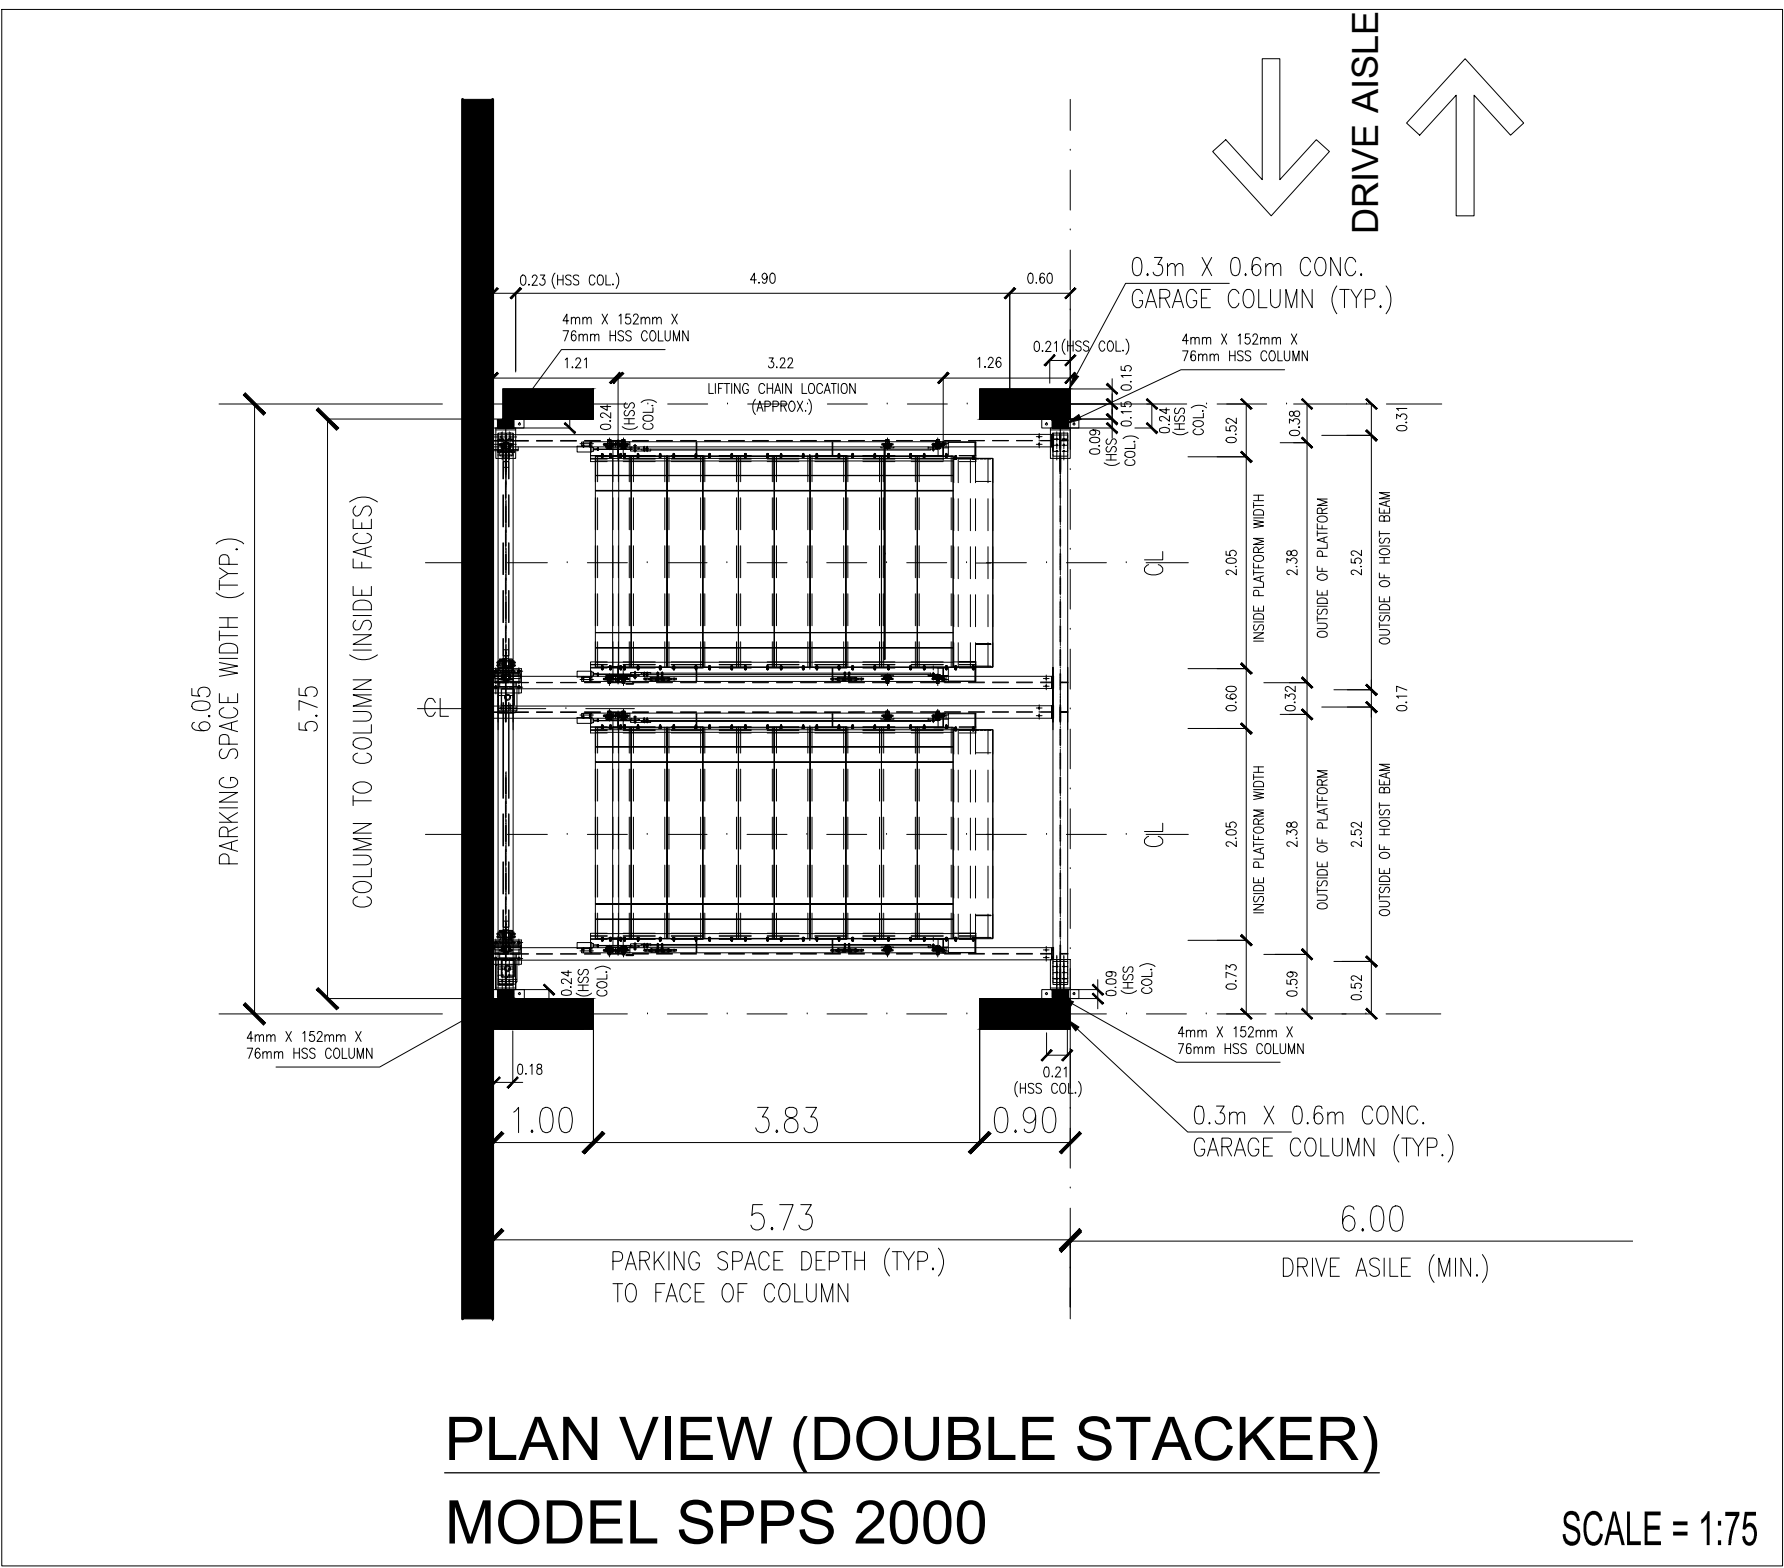 DRIVE AISLE
0.3m X 0.6m CONC.
GARAGE COLUMN (TYP.)
0.23 (HSS COL.)
4.90
0.60
4mm X 152mm X
76mm HSS COLUMN
0.21 (HSS COL.)
4mm X 152mm X
76mm HSS COLUMN
1.21
3.22
1.26
LIFTING CHAIN LOCATION
(APPROX.)
0.15
0.15
0.24
(HSS
COL.)
0.24
(HSS
COL.)
0.09
(HSS
COL.)
0.52
0.38
0.31
6.05
PARKING SPACE WIDTH (TYP.)
5.75
COLUMN TO COLUMN (INSIDE FACES)
CL
CL
2.05
INSIDE PLATFORM WIDTH
2.38
OUTSIDE OF PLATFORM
2.52
OUTSIDE OF HOIST BEAM
0.60
0.32
0.17
CL
2.05
INSIDE PLATFORM WIDTH
2.38
OUTSIDE OF PLATFORM
2.52
OUTSIDE OF HOIST BEAM
0.24
(HSS
COL.)
0.09
(HSS
COL.)
0.73
0.59
0.52
4mm X 152mm X
76mm HSS COLUMN
4mm X 152mm X
76mm HSS COLUMN
0.18
0.21
(HSS COL.)
1.00
3.83
0.90
0.3m X 0.6m CONC.
GARAGE COLUMN (TYP.)
5.73
PARKING SPACE DEPTH (TYP.)
TO FACE OF COLUMN
6.00
DRIVE ASILE (MIN.)
PLAN VIEW (DOUBLE STACKER)
MODEL SPPS 2000
SCALE = 1:75